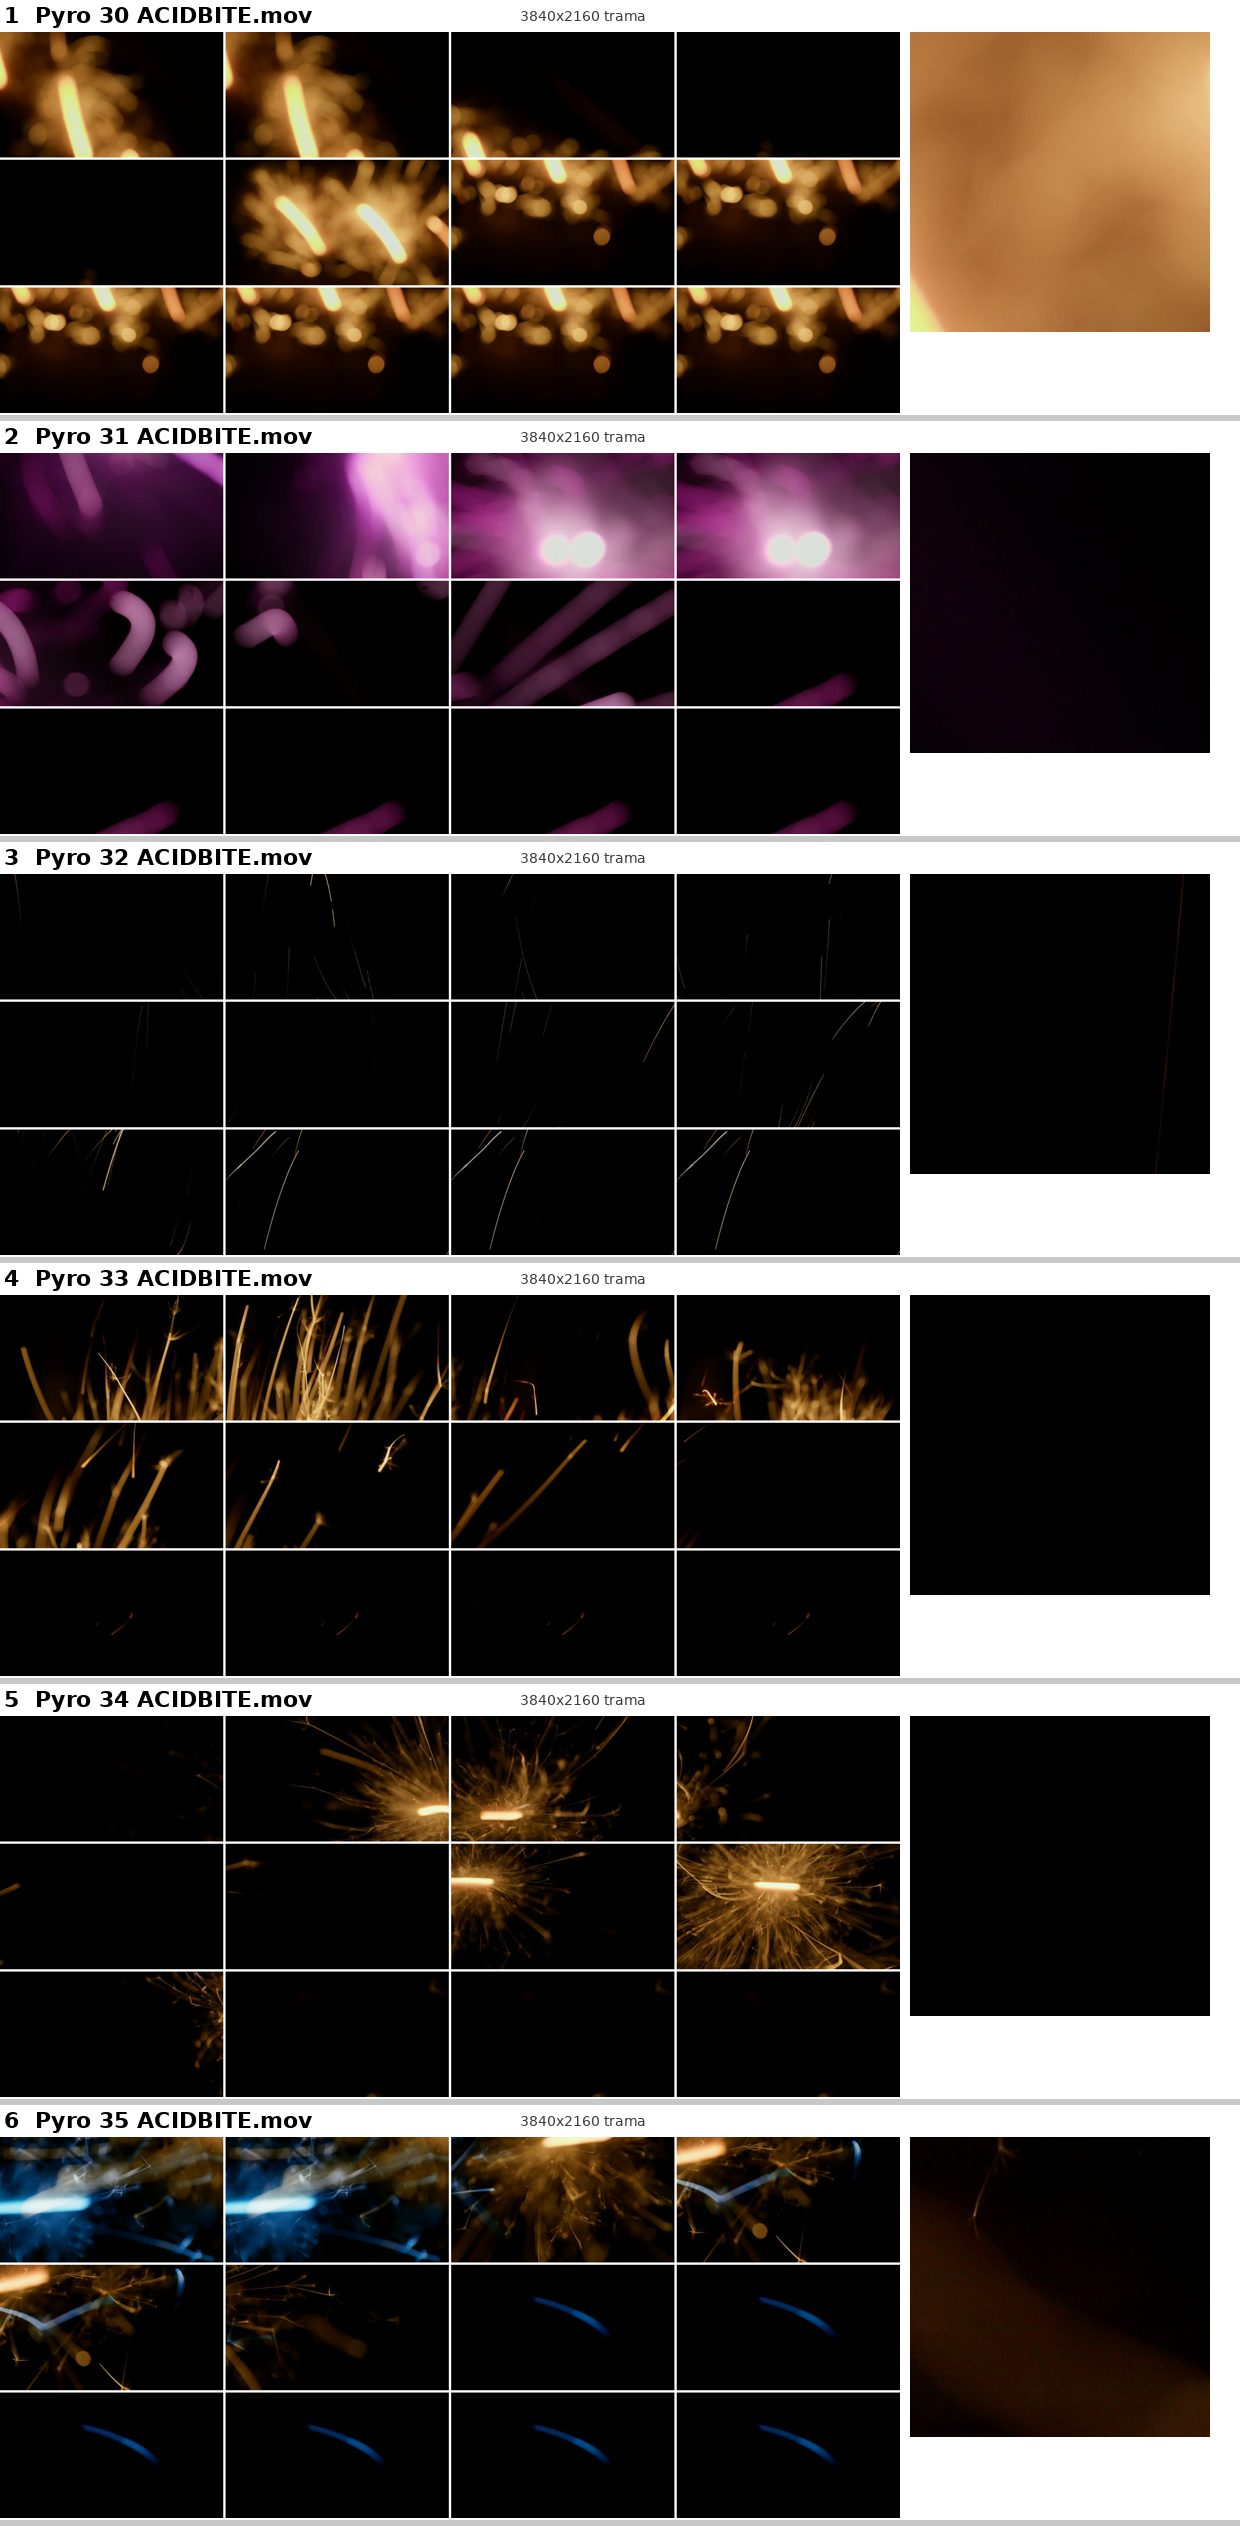 1 Pyro 30 ACIDBITE.mov 3840x2160 trama
2 Pyro 31 ACIDBITE.mov 3840x2160 trama
3 Pyro 32 ACIDBITE.mov 3840x2160 trama
4 Pyro 33 ACIDBITE.mov 3840x2160 trama
5 Pyro 34 ACIDBITE.mov 3840x2160 trama
6 Pyro 35 ACIDBITE.mov 3840x2160 trama